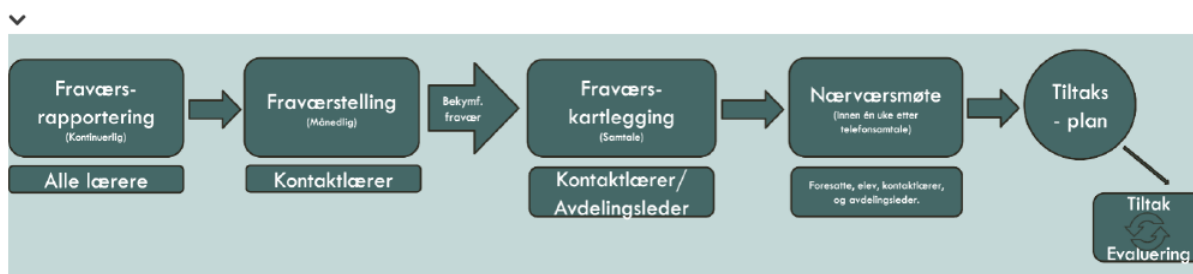 Fraværs-
rapportering
(Kontinuerlig)
Alle lærere
Fraværstelling
(Månedlig)
Kontaktlærer
Bekymf.
fravær
Fraværs-
kartlegging
(Samtale)
Kontaktlærer/
Avdelingsleder
Nærværsmøte
(innen én uke etter
telefonsamtale)
Foresatte, elev, kontaktlærer,
og avdelingsleder.
Tiltaks
- plan
Tiltak
Evaluering